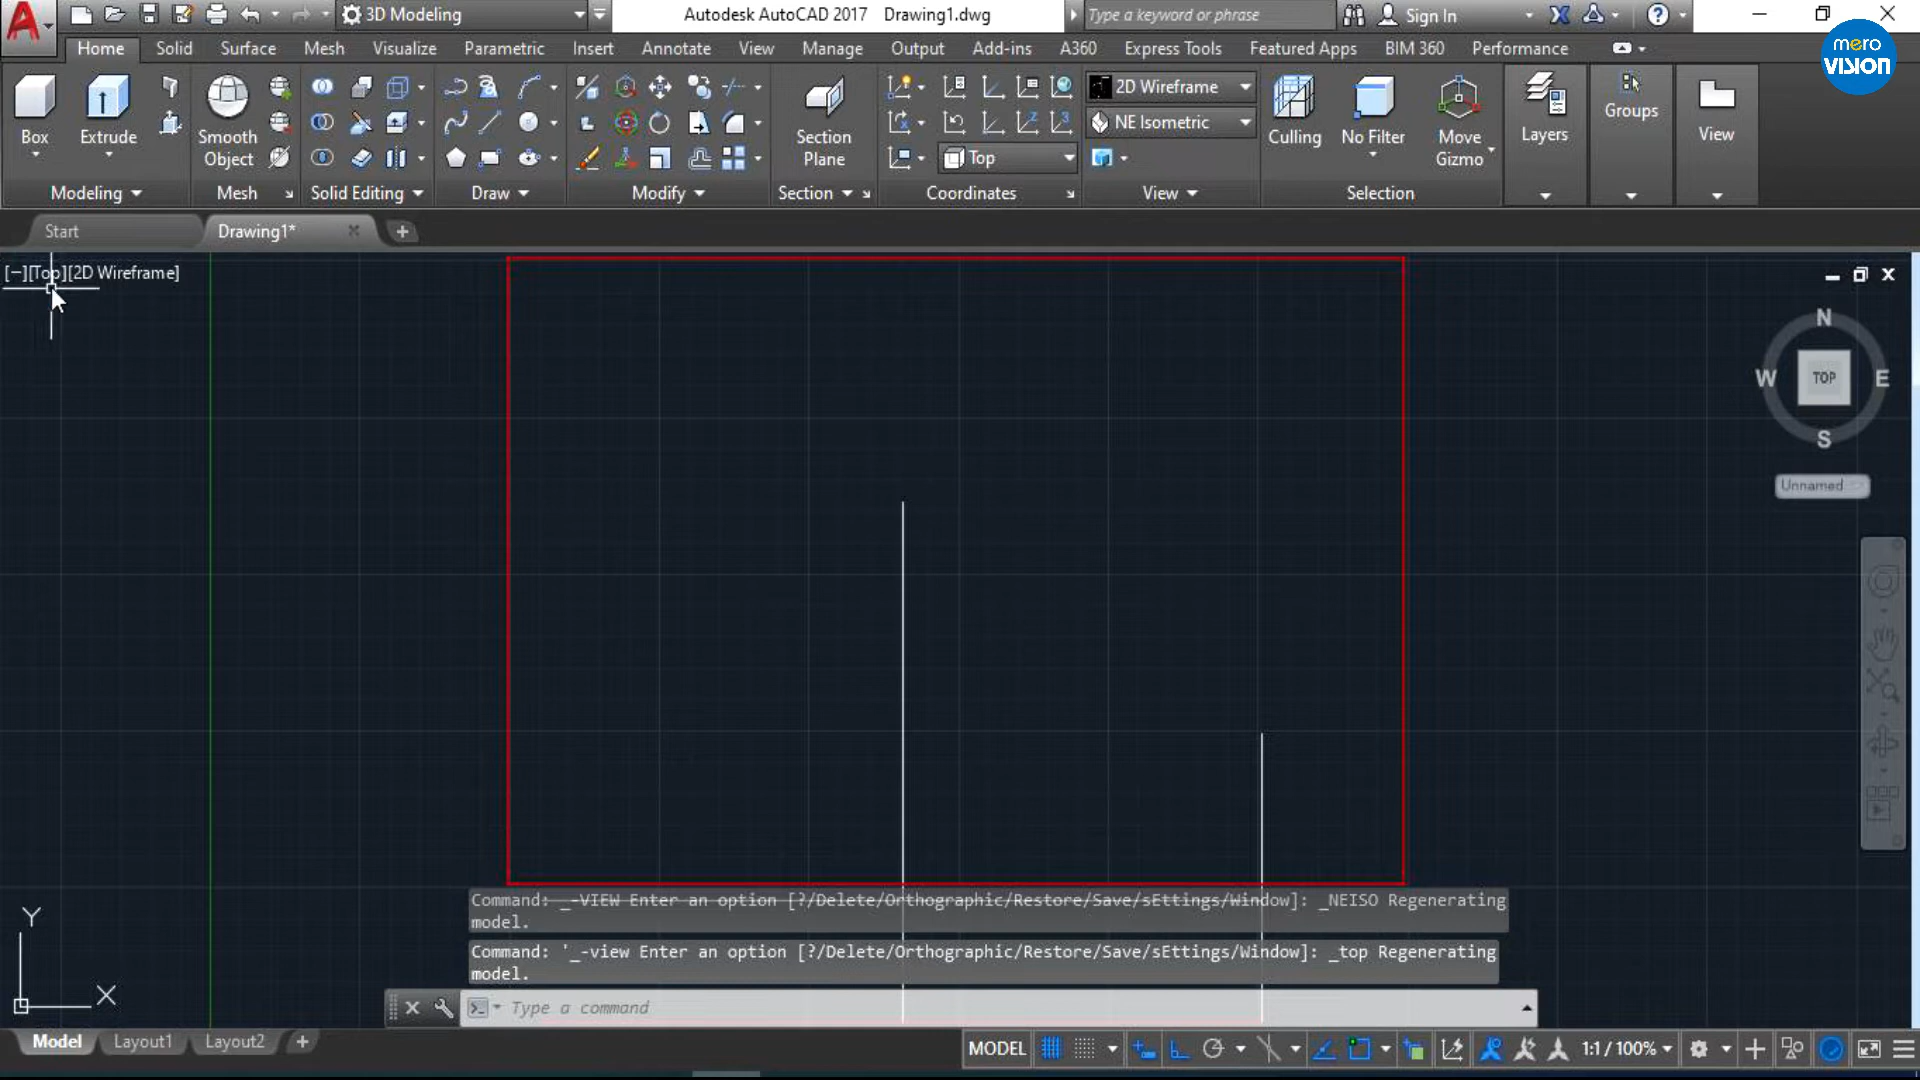 3D Modeling
Autodesk AutoCAD 2017 Drawing1.dwg
Type a keyword or phrase
Sign In
mero
VISION
Home Solid Surface Mesh Visualize Parametric Insert Annotate View Manage Output Add-ins A360 Express Tools Featured Apps BIM 360 Performance
2D Wireframe
NE Isometric
Box Extrude Smooth Object Section Plane Top Culling No Filter Move Gizmo Layers Groups View
Modeling Mesh Solid Editing Draw Modify Section Coordinates View Selection
Start Drawing1*
[−][Top][2D Wireframe]
N
W TOP E
S
Unnamed
Y
X
Command: _-VIEW Enter an option [?/Delete/Orthographic/Restore/Save/sEttings/Window]: _NEISO Regenerating
model.
Command: '_-view Enter an option [?/Delete/Orthographic/Restore/Save/sEttings/Window]: _top Regenerating
model.
Type a command
Model Layout1 Layout2 +
MODEL 1:1 / 100%